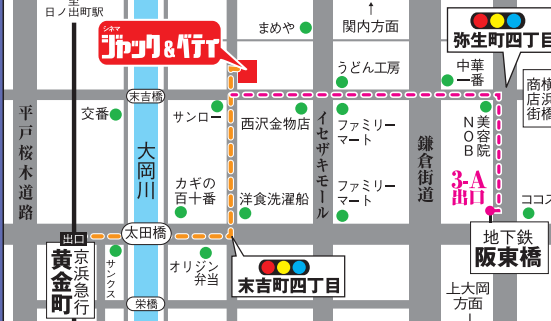 至
日ノ出町駅
シネマ
ジャック&ベティ
まめや
↑
関内方面
弥生町四丁目
うどん工房
中華
一番
末吉橋
交番
サンロー
西沢金物店
ファミリー
マート
美容院
NOB
平戸桜木道路
大岡川
イセザキモール
鎌倉街道
カギの
百十番
洋食洗濯船
ファミリー
マート
3-A
出口
ココス
太田橋
出口
京浜急行
黄金町
サンクス
オリジン
弁当
末吉町四丁目
地下鉄
阪東橋
栄橋
上大岡
方面